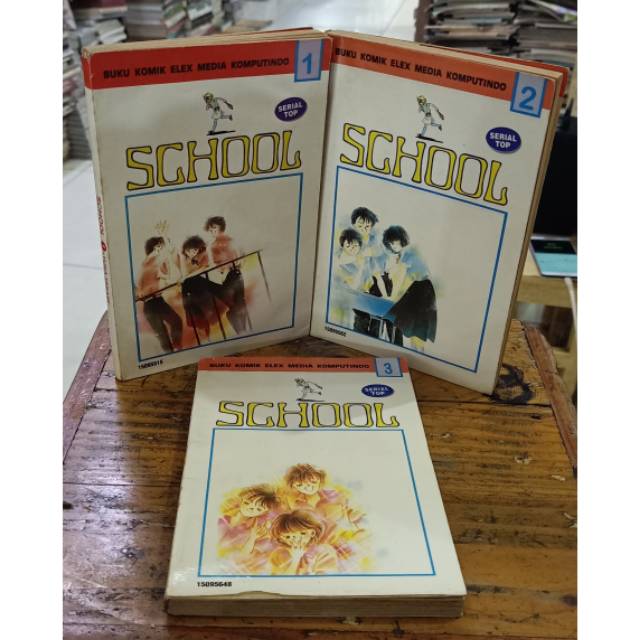 BUKU KOMIK ELEX MEDIA KOMPUTINDO
1
SERIAL
TOP
SCHOOL
SCHOOL
BUKU KOMIK ELEX MEDIA KOMPUTINDO
2
SERIAL
TOP
SCHOOL
BUKU KOMIK ELEX MEDIA KOMPUTINDO
3
SERIAL
TOP
SCHOOL
15095648